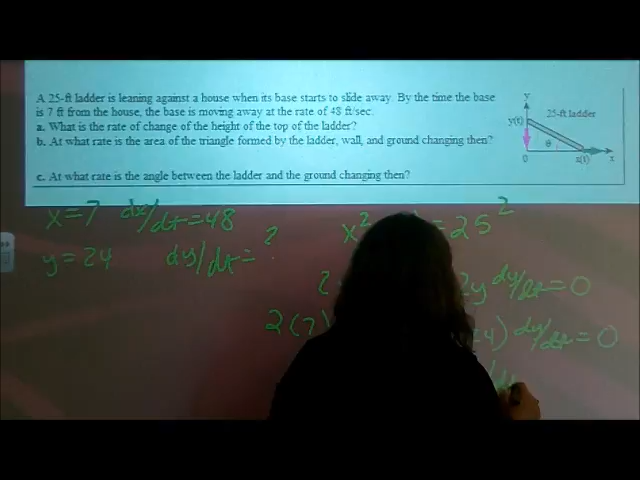 A 25-ft ladder is leaning against a house when its base starts to slide away. By the time the base
is 7 ft from the house, the base is moving away at the rate of 48 ft/sec.
a. What is the rate of change of the height of the top of the ladder?
b. At what rate is the area of the triangle formed by the ladder, wall, and ground changing then?
c. At what rate is the angle between the ladder and the ground changing then?
y
25-ft ladder
y(t)
θ
0 x(t) x
x=7 dx/dt=48
y=24 dy/dt= ?
x² = 25²
2 2y dy/dt=0
2(7) 4) dy/dt=0